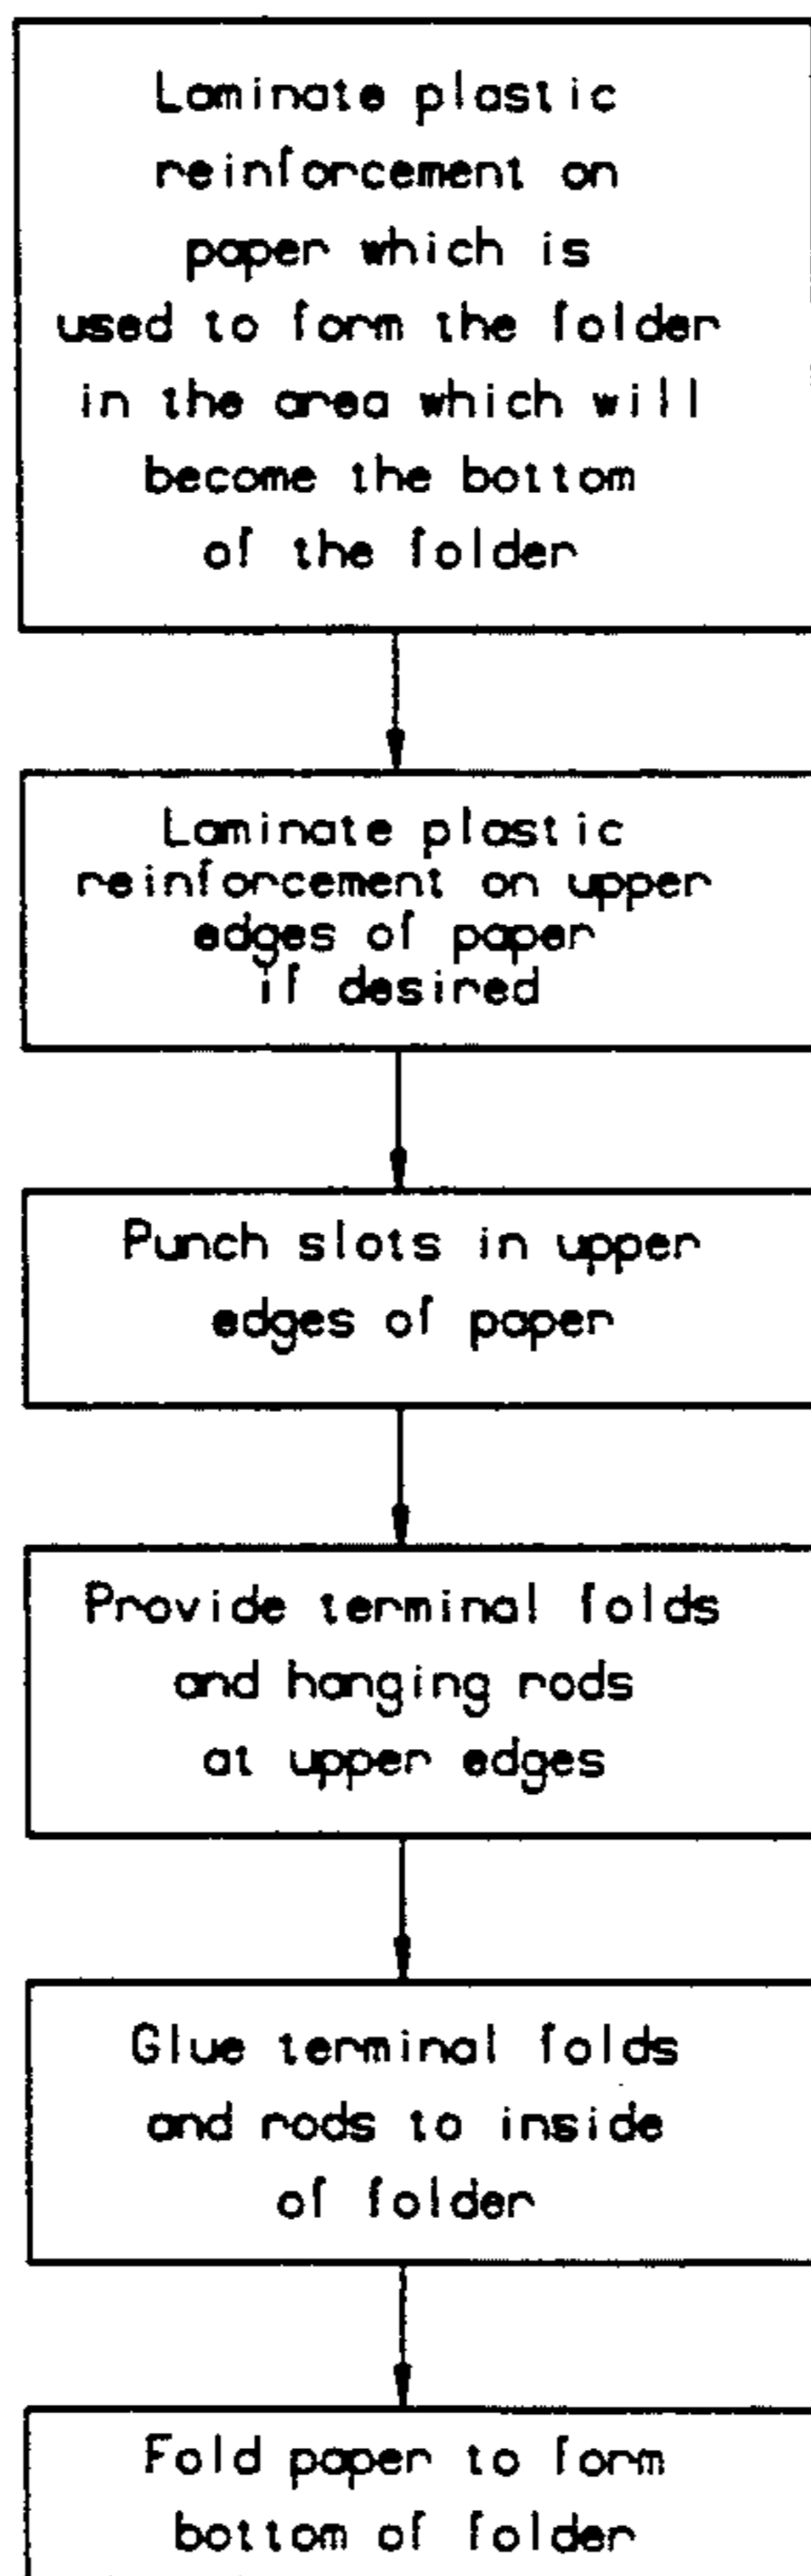 Laminate plastic
reinforcement on
paper which is
used to form the folder
in the area which will
become the bottom
of the folder
Laminate plastic
reinforcement on upper
edges of paper
if desired
Punch slots in upper
edges of paper
Provide terminal folds
and hanging rods
at upper edges
Glue terminal folds
and rods to inside
of folder
Fold paper to form
bottom of folder